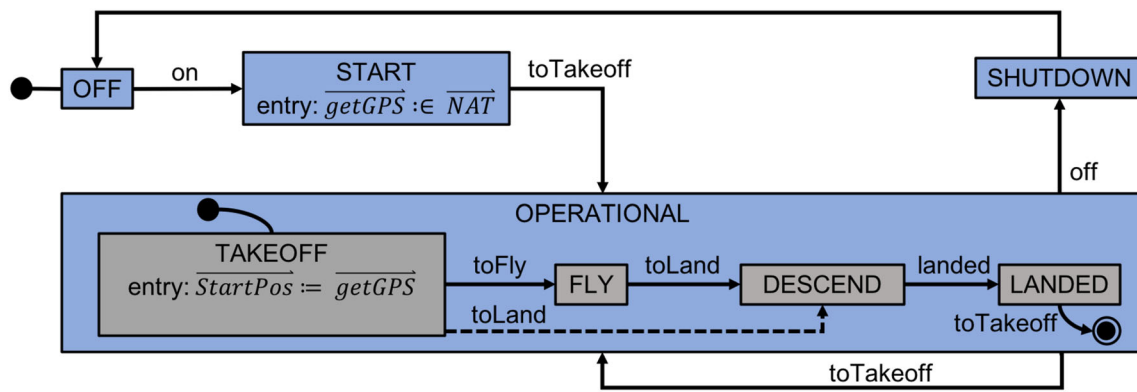 OFF
on
START
entry: getGPS :∈ NAT
toTakeoff
SHUTDOWN
off
OPERATIONAL
TAKEOFF
entry: StartPos := getGPS
toFly
FLY
toLand
DESCEND
landed
LANDED
toLand
toTakeoff
toTakeoff